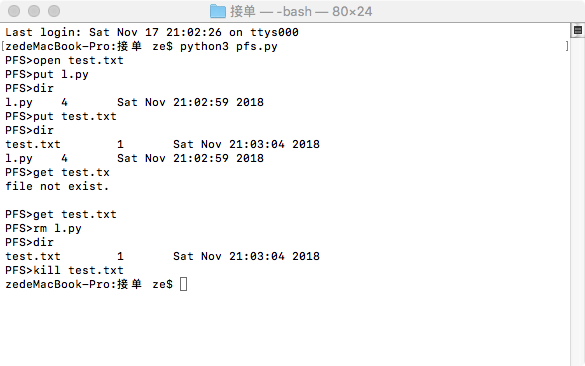 接单 — -bash — 80×24
Last login: Sat Nov 17 21:02:26 on ttys000
[zedeMacBook-Pro:接单 ze$ python3 pfs.py ]
PFS>open test.txt
PFS>put l.py
PFS>dir
l.py    4       Sat Nov 21:02:59 2018
PFS>put test.txt
PFS>dir
test.txt        1       Sat Nov 21:03:04 2018
l.py    4       Sat Nov 21:02:59 2018
PFS>get test.tx
file not exist.
PFS>get test.txt
PFS>rm l.py
PFS>dir
test.txt        1       Sat Nov 21:03:04 2018
PFS>kill test.txt
zedeMacBook-Pro:接单 ze$